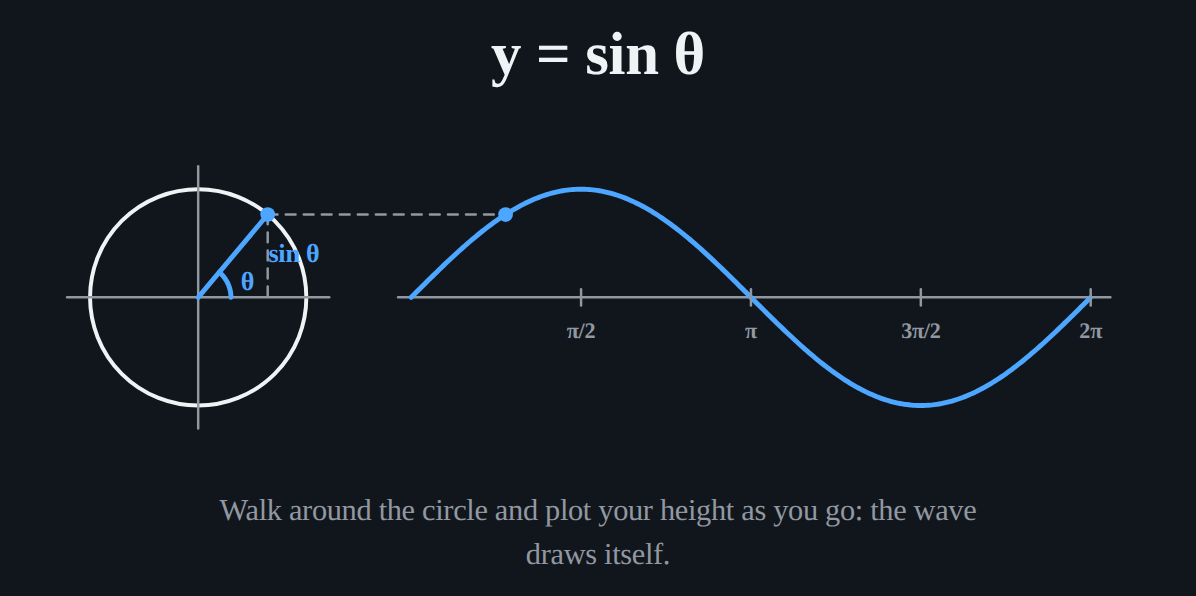 y = sin θ
sin θ
θ
π/2 π 3π/2 2π
Walk around the circle and plot your height as you go: the wave
draws itself.